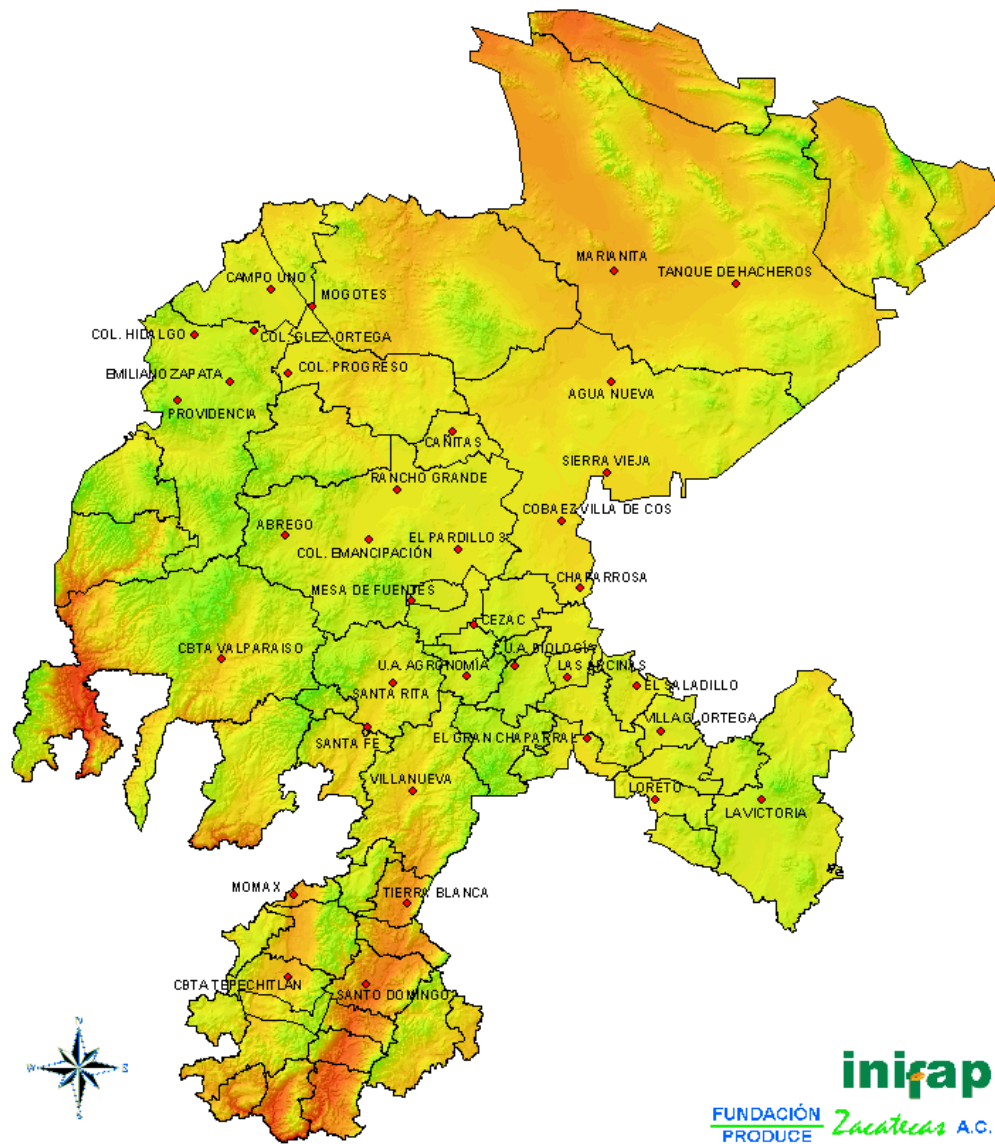 MARIANITA
TANQUE DE HACHEROS
CAMPO UNO
MOGOTES
COL. HIDALGO
COL. GLEZ. ORTEGA
EMILIANO ZAPATA
COL. PROGRESO
AGUA NUEVA
PROVIDENCIA
CAÑITAS
SIERRA VIEJA
RANCHO GRANDE
COBAEZ VILLA DE COS
ABREGO
EL PARDILLO 3
COL. EMANCIPACIÓN
CHAPARROSA
MESA DE FUENTES
CEZAC
U.A. BIOLOGÍA
CBTA VALPARAISO
U.A. AGRONOMÍA
LAS ARCINAS
SANTA RITA
EL SALADILLO
VILLA G. ORTEGA
SANTA FE
EL GRAN CHAPARRAL
VILLANUEVA
LORETO
LA VICTORIA
MOMAX
TIERRA BLANCA
CBTA TEPECHITLÁN
SANTO DOMINGO
N
W
E
S
inifap
FUNDACIÓN
PRODUCE
Zacatecas A.C.